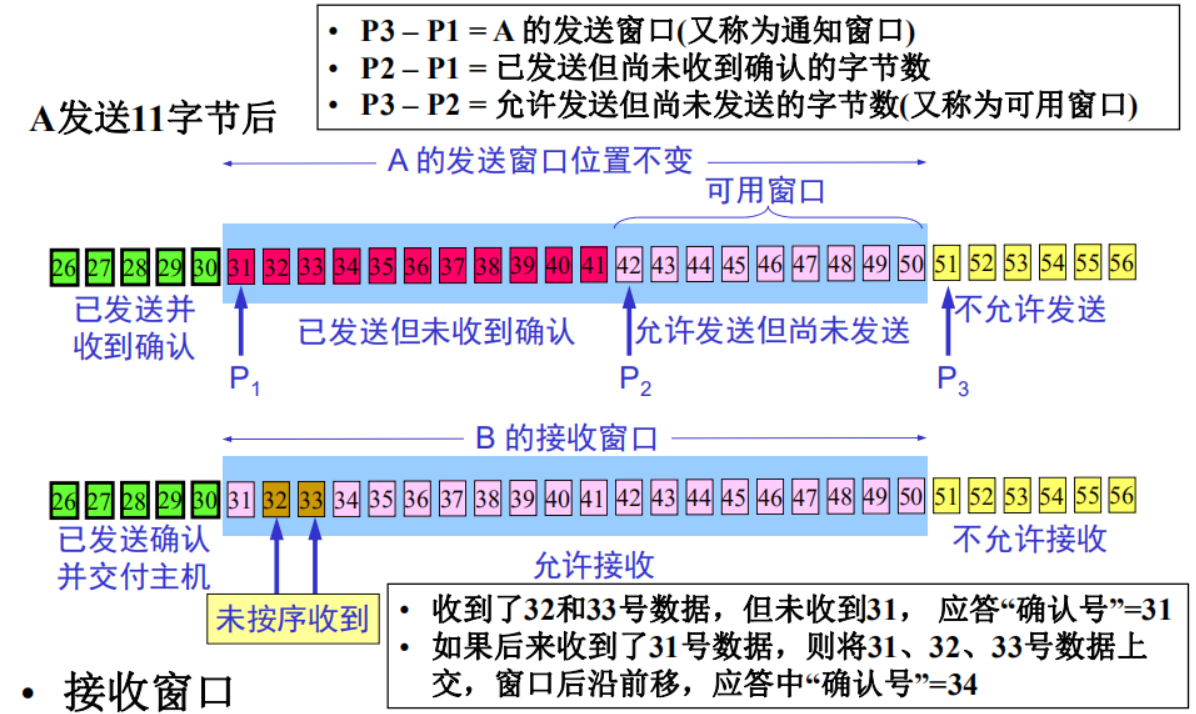 • P3 – P1 = A 的发送窗口(又称为通知窗口)
• P2 – P1 = 已发送但尚未收到确认的字节数
• P3 – P2 = 允许发送但尚未发送的字节数(又称为可用窗口)
A发送11字节后
A 的发送窗口位置不变
可用窗口
26 27 28 29 30 31 32 33 34 35 36 37 38 39 40 41 42 43 44 45 46 47 48 49 50 51 52 53 54 55 56
已发送并
收到确认
已发送但未收到确认
允许发送但尚未发送
不允许发送
P1
P2
P3
B 的接收窗口
26 27 28 29 30 31 32 33 34 35 36 37 38 39 40 41 42 43 44 45 46 47 48 49 50 51 52 53 54 55 56
已发送确认
并交付主机
允许接收
不允许接收
未按序收到
• 收到了32和33号数据，但未收到31， 应答“确认号”=31
• 如果后来收到了31号数据，则将31、32、33号数据上
交，窗口后沿前移，应答中“确认号”=34
• 接收窗口